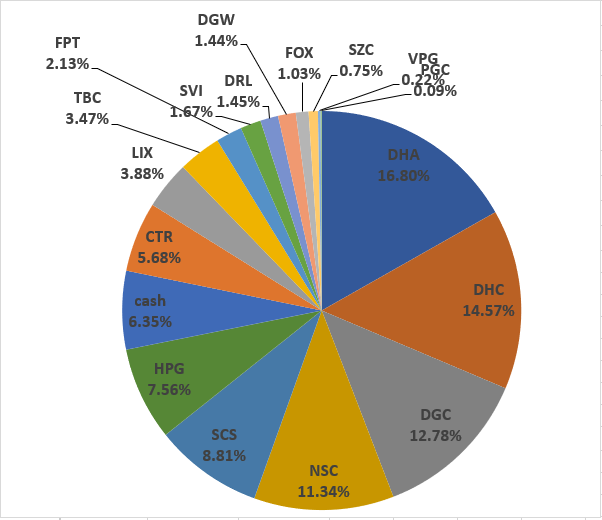 DHA
16.80%
DHC
14.57%
DGC
12.78%
NSC
11.34%
SCS
8.81%
HPG
7.56%
cash
6.35%
CTR
5.68%
LIX
3.88%
TBC
3.47%
FPT
2.13%
SVI
1.67%
DRL
1.45%
DGW
1.44%
FOX
1.03%
SZC
0.75%
VPG
0.22%
PGC
0.09%